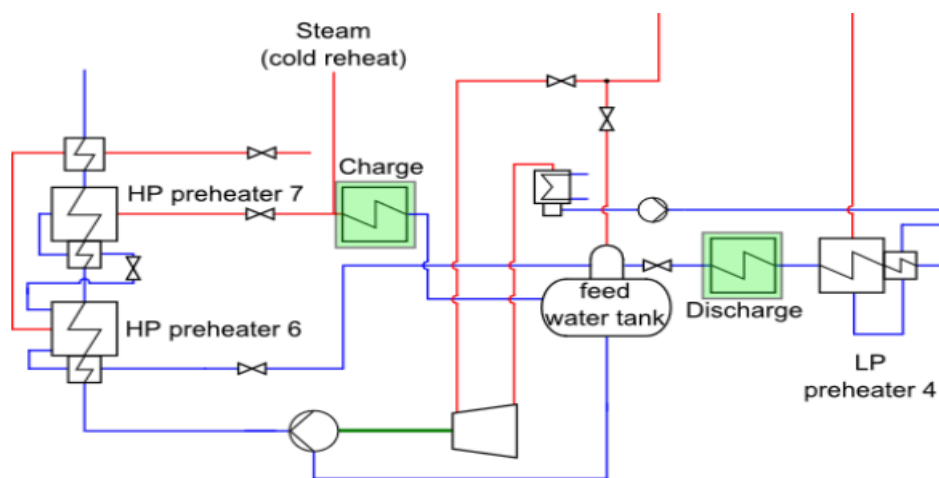 Steam
(cold reheat)
Charge
HP preheater 7
feed
water tank
Discharge
HP preheater 6
LP
preheater 4